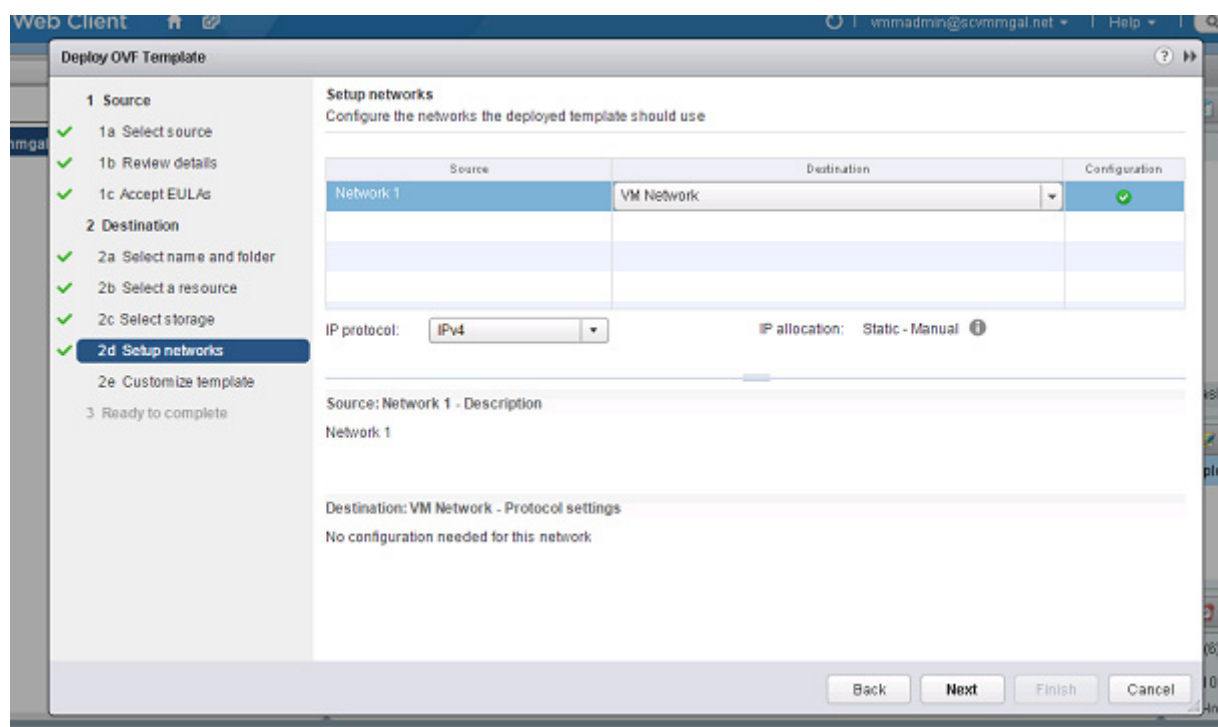 Web Client
vmmadmin@scvmmgal.net
Help
Deploy OVF Template
1 Source
1a Select source
1b Review details
1c Accept EULAs
2 Destination
2a Select name and folder
2b Select a resource
2c Select storage
2d Setup networks
2e Customize template
3 Ready to complete
Setup networks
Configure the networks the deployed template should use
Source Destination Configuration
Network 1 VM Network
IP protocol: IPv4 IP allocation: Static - Manual
Source: Network 1 - Description
Network 1
Destination: VM Network - Protocol settings
No configuration needed for this network
Back Next Finish Cancel